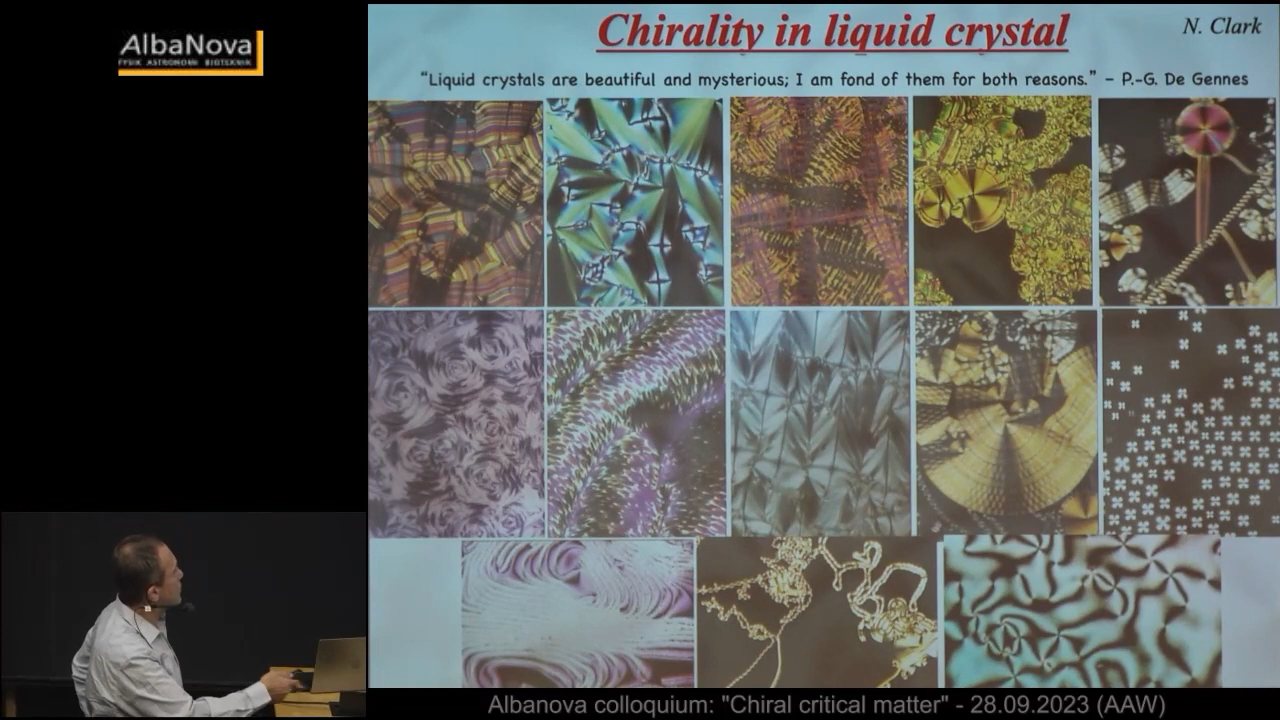 AlbaNova
FYSIK ASTRONOMI BIOTEKNIK
Chirality in liquid crystal
N. Clark
“Liquid crystals are beautiful and mysterious; I am fond of them for both reasons.” – P.-G. De Gennes
Albanova colloquium: "Chiral critical matter" - 28.09.2023 (AAW)